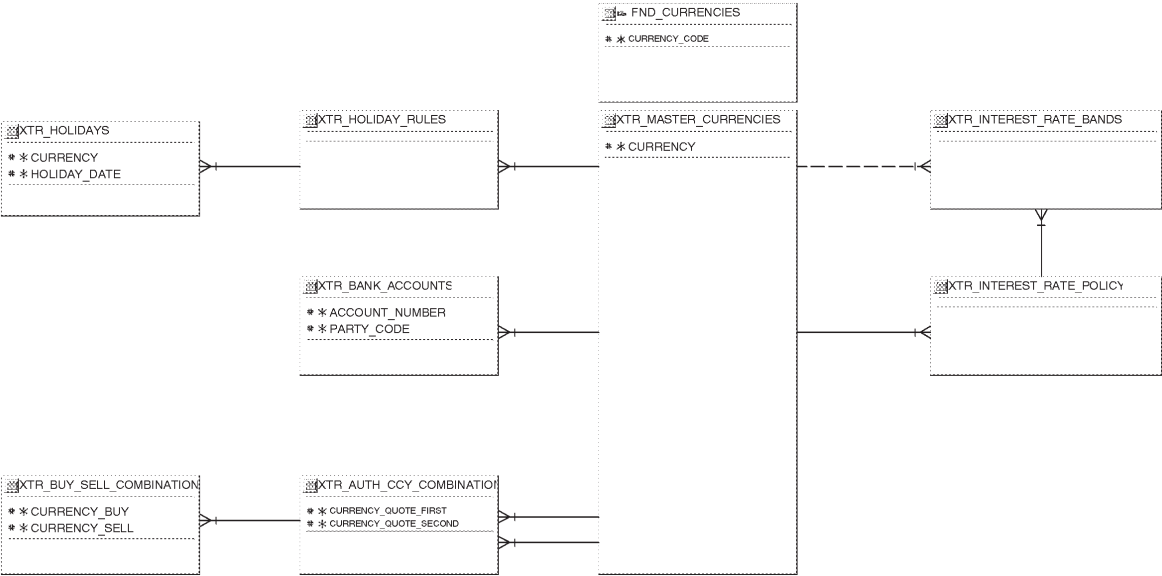 FND_CURRENCIES
# * CURRENCY_CODE
XTR_HOLIDAYS
# * CURRENCY
# * HOLIDAY_DATE
XTR_HOLIDAY_RULES
XTR_MASTER_CURRENCIES
# * CURRENCY
XTR_INTEREST_RATE_BANDS
XTR_BANK_ACCOUNTS
# * ACCOUNT_NUMBER
# * PARTY_CODE
XTR_INTEREST_RATE_POLICY
XTR_BUY_SELL_COMBINATION
# * CURRENCY_BUY
# * CURRENCY_SELL
XTR_AUTH_CCY_COMBINATION
# * CURRENCY_QUOTE_FIRST
# * CURRENCY_QUOTE_SECOND